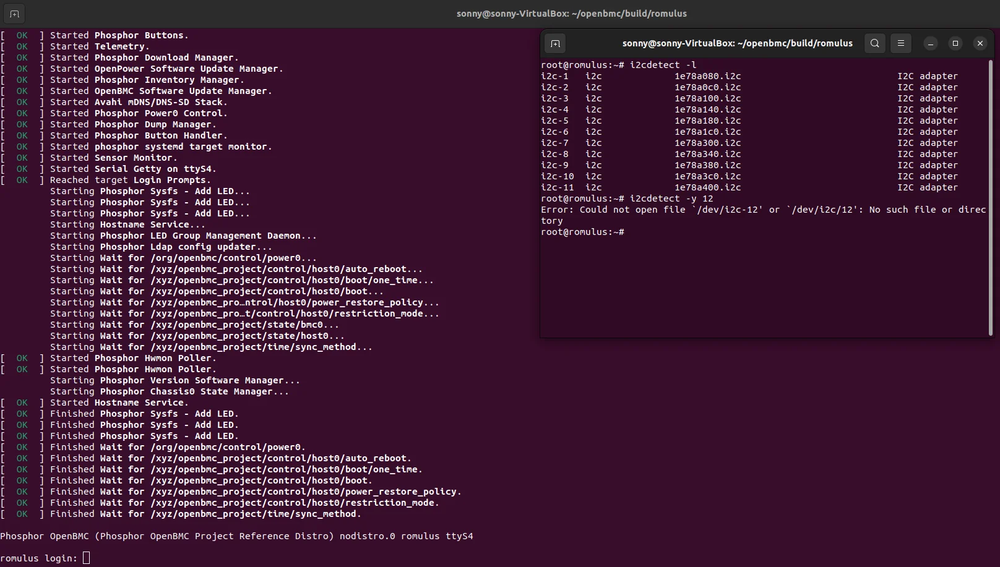 sonny@sonny-VirtualBox: ~/openbmc/build/romulus
[  OK  ] Started Phosphor Buttons.
[  OK  ] Started Telemetry.
[  OK  ] Started Phosphor Download Manager.
[  OK  ] Started OpenPower Software Update Manager.
[  OK  ] Started Phosphor Inventory Manager.
[  OK  ] Started OpenBMC Software Update Manager.
[  OK  ] Started Avahi mDNS/DNS-SD Stack.
[  OK  ] Started Phosphor Power0 Control.
[  OK  ] Started Phosphor Dump Manager.
[  OK  ] Started Phosphor Button Handler.
[  OK  ] Started phosphor systemd target monitor.
[  OK  ] Started Sensor Monitor.
[  OK  ] Started Serial Getty on ttyS4.
[  OK  ] Reached target Login Prompts.
         Starting Phosphor Sysfs - Add LED...
         Starting Phosphor Sysfs - Add LED...
         Starting Phosphor Sysfs - Add LED...
         Starting Hostname Service...
         Starting Phosphor LED Group Management Daemon...
         Starting Phosphor Ldap config updater...
         Starting Wait for /org/openbmc/control/power0...
         Starting Wait for /xyz/openbmc_project/control/host0/auto_reboot...
         Starting Wait for /xyz/openbmc_project/control/host0/boot/one_time...
         Starting Wait for /xyz/openbmc_project/control/host0/boot...
         Starting Wait for /xyz/openbmc_pro…ntrol/host0/power_restore_policy...
         Starting Wait for /xyz/openbmc_pro…t/control/host0/restriction_mode...
         Starting Wait for /xyz/openbmc_project/state/bmc0...
         Starting Wait for /xyz/openbmc_project/state/host0...
         Starting Wait for /xyz/openbmc_project/time/sync_method...
[  OK  ] Started Phosphor Hwmon Poller.
[  OK  ] Started Phosphor Hwmon Poller.
         Starting Phosphor Version Software Manager...
         Starting Phosphor Chassis0 State Manager...
[  OK  ] Started Hostname Service.
[  OK  ] Finished Phosphor Sysfs - Add LED.
[  OK  ] Finished Phosphor Sysfs - Add LED.
[  OK  ] Finished Phosphor Sysfs - Add LED.
[  OK  ] Finished Wait for /org/openbmc/control/power0.
[  OK  ] Finished Wait for /xyz/openbmc_project/control/host0/auto_reboot.
[  OK  ] Finished Wait for /xyz/openbmc_project/control/host0/boot/one_time.
[  OK  ] Finished Wait for /xyz/openbmc_project/control/host0/boot.
[  OK  ] Finished Wait for /xyz/openbmc_project/control/host0/power_restore_policy.
[  OK  ] Finished Wait for /xyz/openbmc_project/control/host0/restriction_mode.
[  OK  ] Finished Wait for /xyz/openbmc_project/time/sync_method.
Phosphor OpenBMC (Phosphor OpenBMC Project Reference Distro) nodistro.0 romulus ttyS4
romulus login:
sonny@sonny-VirtualBox: ~/openbmc/build/romulus
root@romulus:~# i2cdetect -l
i2c-1   i2c             1e78a080.i2c                            I2C adapter
i2c-2   i2c             1e78a0c0.i2c                            I2C adapter
i2c-3   i2c             1e78a100.i2c                            I2C adapter
i2c-4   i2c             1e78a140.i2c                            I2C adapter
i2c-5   i2c             1e78a180.i2c                            I2C adapter
i2c-6   i2c             1e78a1c0.i2c                            I2C adapter
i2c-7   i2c             1e78a300.i2c                            I2C adapter
i2c-8   i2c             1e78a340.i2c                            I2C adapter
i2c-9   i2c             1e78a380.i2c                            I2C adapter
i2c-10  i2c             1e78a3c0.i2c                            I2C adapter
i2c-11  i2c             1e78a400.i2c                            I2C adapter
root@romulus:~# i2cdetect -y 12
Error: Could not open file `/dev/i2c-12' or `/dev/i2c/12': No such file or direc
tory
root@romulus:~#